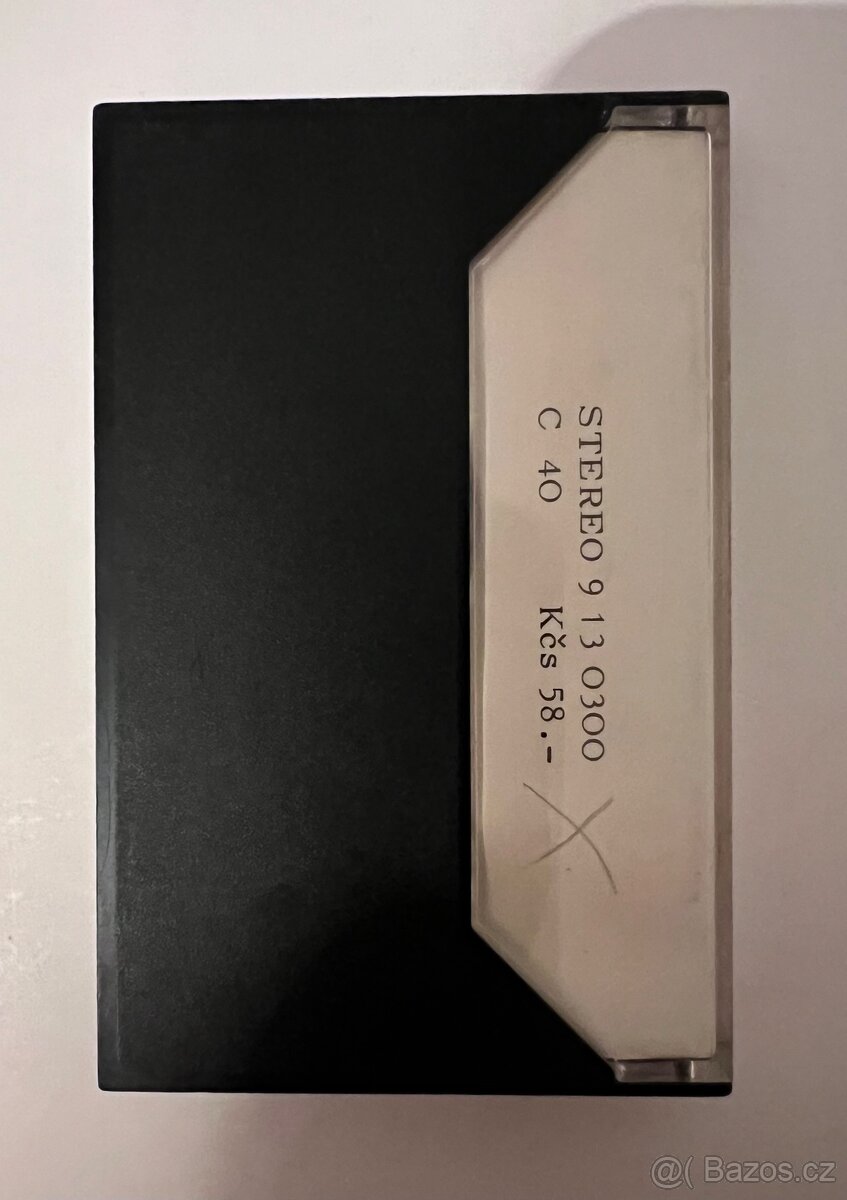 STEREO 9 13 0300
C 40 Kčs 58.-
X
@( Bazos.cz